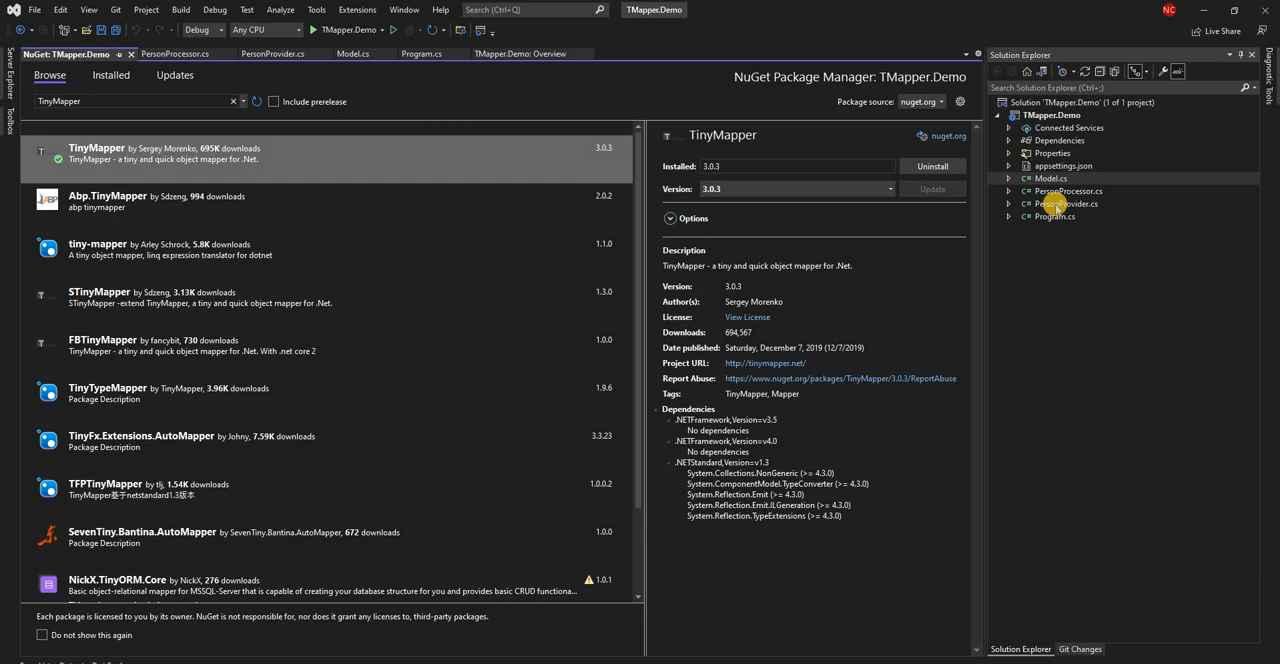 File Edit View Git Project Build Debug Test Analyze Tools Extensions Window Help Search (Ctrl+Q) TMapper.Demo NC
Debug Any CPU TMapper.Demo Live Share
NuGet: TMapper.Demo PersonProcessor.cs PersonProvider.cs Model.cs Program.cs TMapper.Demo: Overview
Server Explorer
Toolbox
Browse Installed Updates
NuGet Package Manager: TMapper.Demo
TinyMapper Include prerelease
Package source: nuget.org
TinyMapper by Sergey Morenko, 695K downloads 3.0.3
TinyMapper - a tiny and quick object mapper for .Net.
Abp.TinyMapper by Sdzeng, 994 downloads 2.0.2
abp tinymapper
tiny-mapper by Arley Schrock, 5.8K downloads 1.1.0
A tiny object mapper, linq expression translator for dotnet
STinyMapper by Sdzeng, 3.13K downloads 1.3.0
STinyMapper -extend TinyMapper, a tiny and quick object mapper for .Net.
FBTinyMapper by fancybit, 730 downloads 1.0.0
TinyMapper - a tiny and quick object mapper for .Net. With .net core 2
TinyTypeMapper by TinyMapper, 3.96K downloads 1.9.6
Package Description
TinyFx.Extensions.AutoMapper by Johny, 7.59K downloads 3.3.23
Package Description
TFPTinyMapper by tlj, 1.54K downloads 1.0.0.2
TinyMapper基于netstandard1.3版本
SevenTiny.Bantina.AutoMapper by SevenTiny.Bantina.AutoMapper, 672 downloads 1.0.0
Package Description
NickX.TinyORM.Core by NickX, 276 downloads 1.0.1
Basic object-relational mapper for MSSQL-Server that is capable of creating your database structure for you and provides basic CRUD functiona...
Each package is licensed to you by its owner. NuGet is not responsible for, nor does it grant any licenses to, third-party packages.
Do not show this again
TinyMapper nuget.org
Installed: 3.0.3 Uninstall
Version: 3.0.3 Update
Options
Description
TinyMapper - a tiny and quick object mapper for .Net.
Version: 3.0.3
Author(s): Sergey Morenko
License: View License
Downloads: 694,567
Date published: Saturday, December 7, 2019 (12/7/2019)
Project URL: http://tinymapper.net/
Report Abuse: https://www.nuget.org/packages/TinyMapper/3.0.3/ReportAbuse
Tags: TinyMapper, Mapper
Dependencies
.NETFramework,Version=v3.5
No dependencies
.NETFramework,Version=v4.0
No dependencies
.NETStandard,Version=v1.3
System.Collections.NonGeneric (>= 4.3.0)
System.ComponentModel.TypeConverter (>= 4.3.0)
System.Reflection.Emit (>= 4.3.0)
System.Reflection.Emit.ILGeneration (>= 4.3.0)
System.Reflection.TypeExtensions (>= 4.3.0)
Solution Explorer
Search Solution Explorer (Ctrl+;)
Solution 'TMapper.Demo' (1 of 1 project)
TMapper.Demo
Connected Services
Dependencies
Properties
appsettings.json
C# Model.cs
C# PersonProcessor.cs
C# PersonProvider.cs
C# Program.cs
Solution Explorer Git Changes
Diagnostic Tools